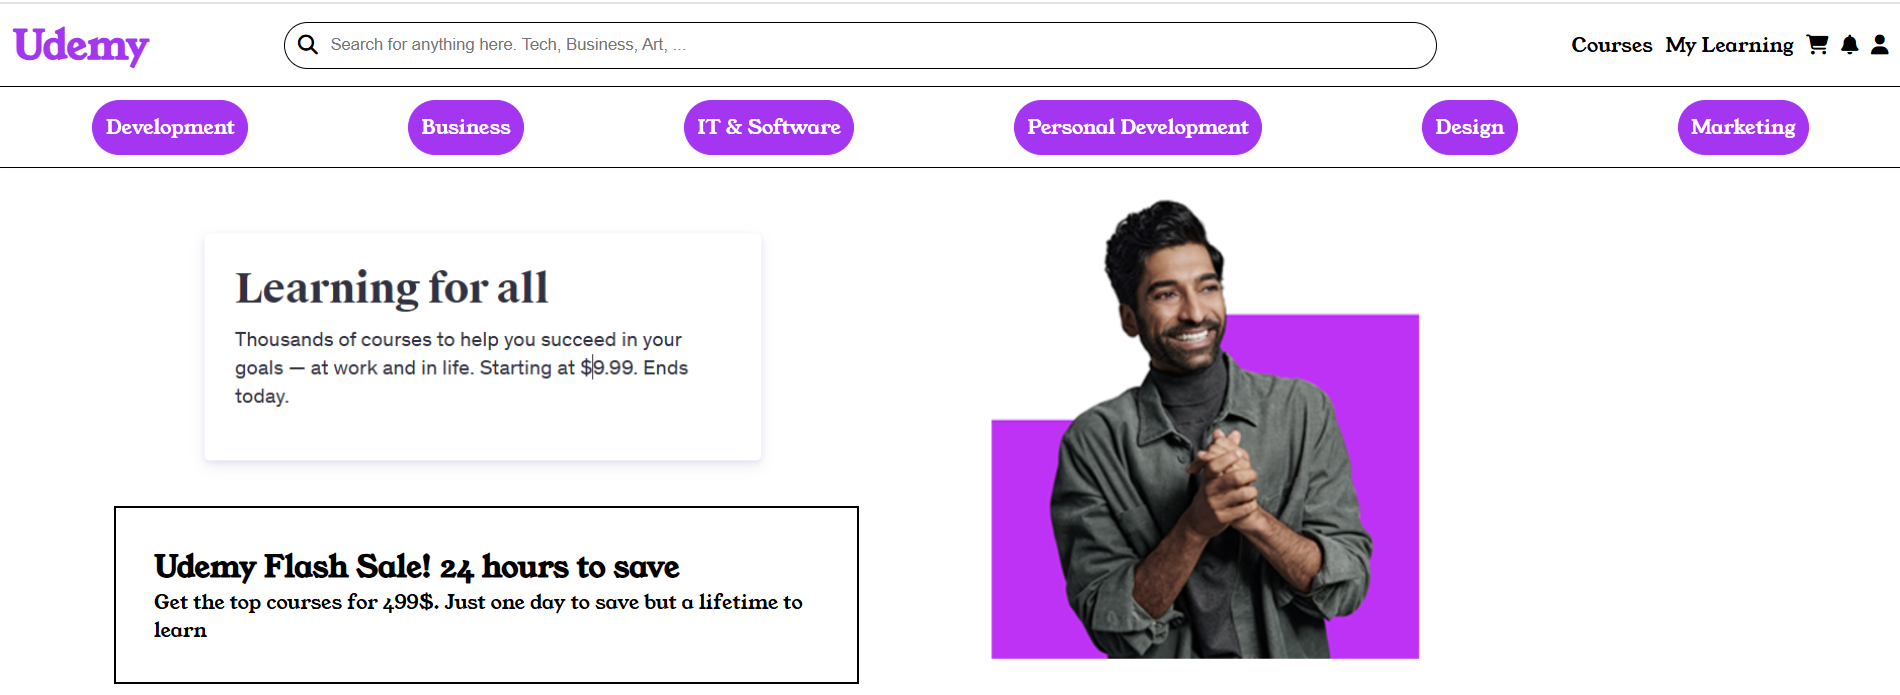 Udemy
Search for anything here. Tech, Business, Art, ...
Courses My Learning
Development Business IT & Software Personal Development Design Marketing
Learning for all
Thousands of courses to help you succeed in your
goals — at work and in life. Starting at $9.99. Ends
today.
Udemy Flash Sale! 24 hours to save
Get the top courses for 499$. Just one day to save but a lifetime to
learn